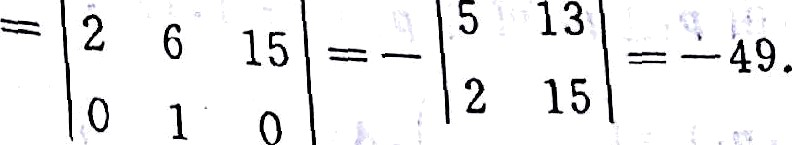 = | 2 6 15 | = − | 5 13 | = −49.
| 0 1 0 | | 2 15 |